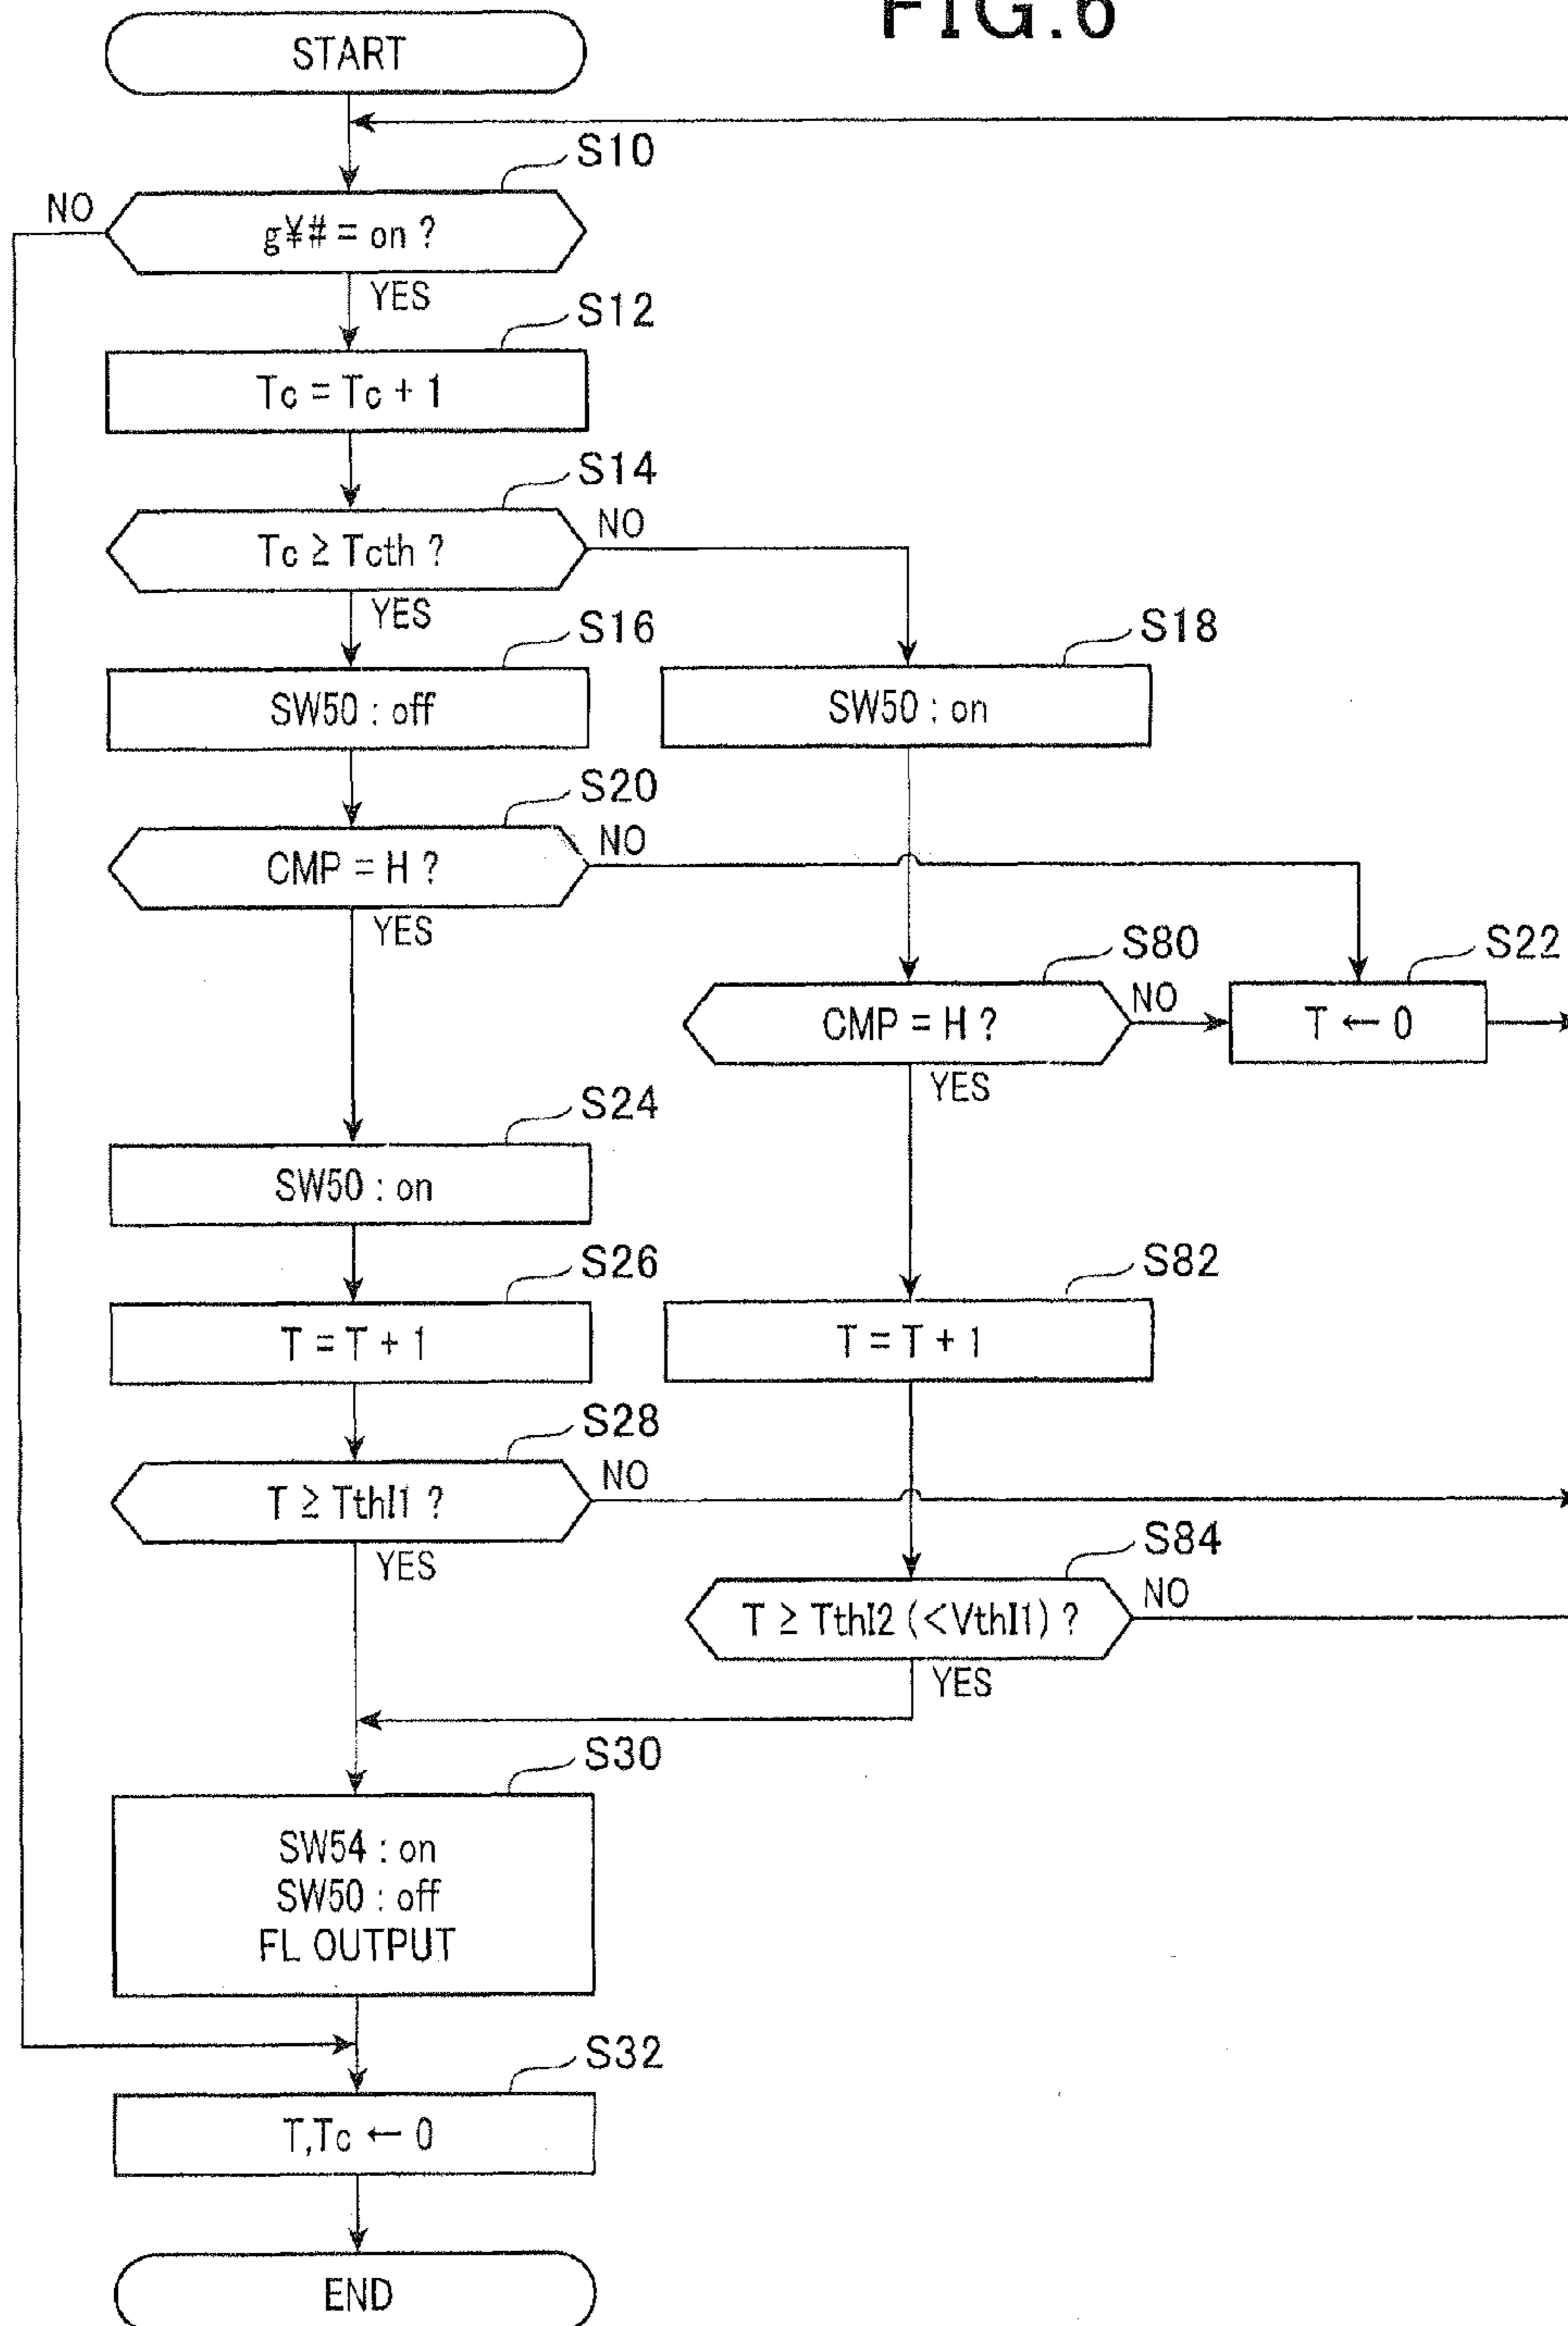 FIG.6
START
S10
NO
g¥# = on ?
YES
S12
Tc = Tc + 1
S14
NO
Tc ≥ Tcth ?
YES
S16
S18
SW50 : off
SW50 : on
S20
NO
CMP = H ?
YES
S80
S22
NO
CMP = H ?
T ← 0
YES
S24
SW50 : on
S26
S82
T = T + 1
T = T + 1
S28
NO
T ≥ TthI1 ?
YES
S84
NO
T ≥ TthI2 (<VthI1) ?
YES
S30
SW54 : on
SW50 : off
FL OUTPUT
S32
T,Tc ← 0
END